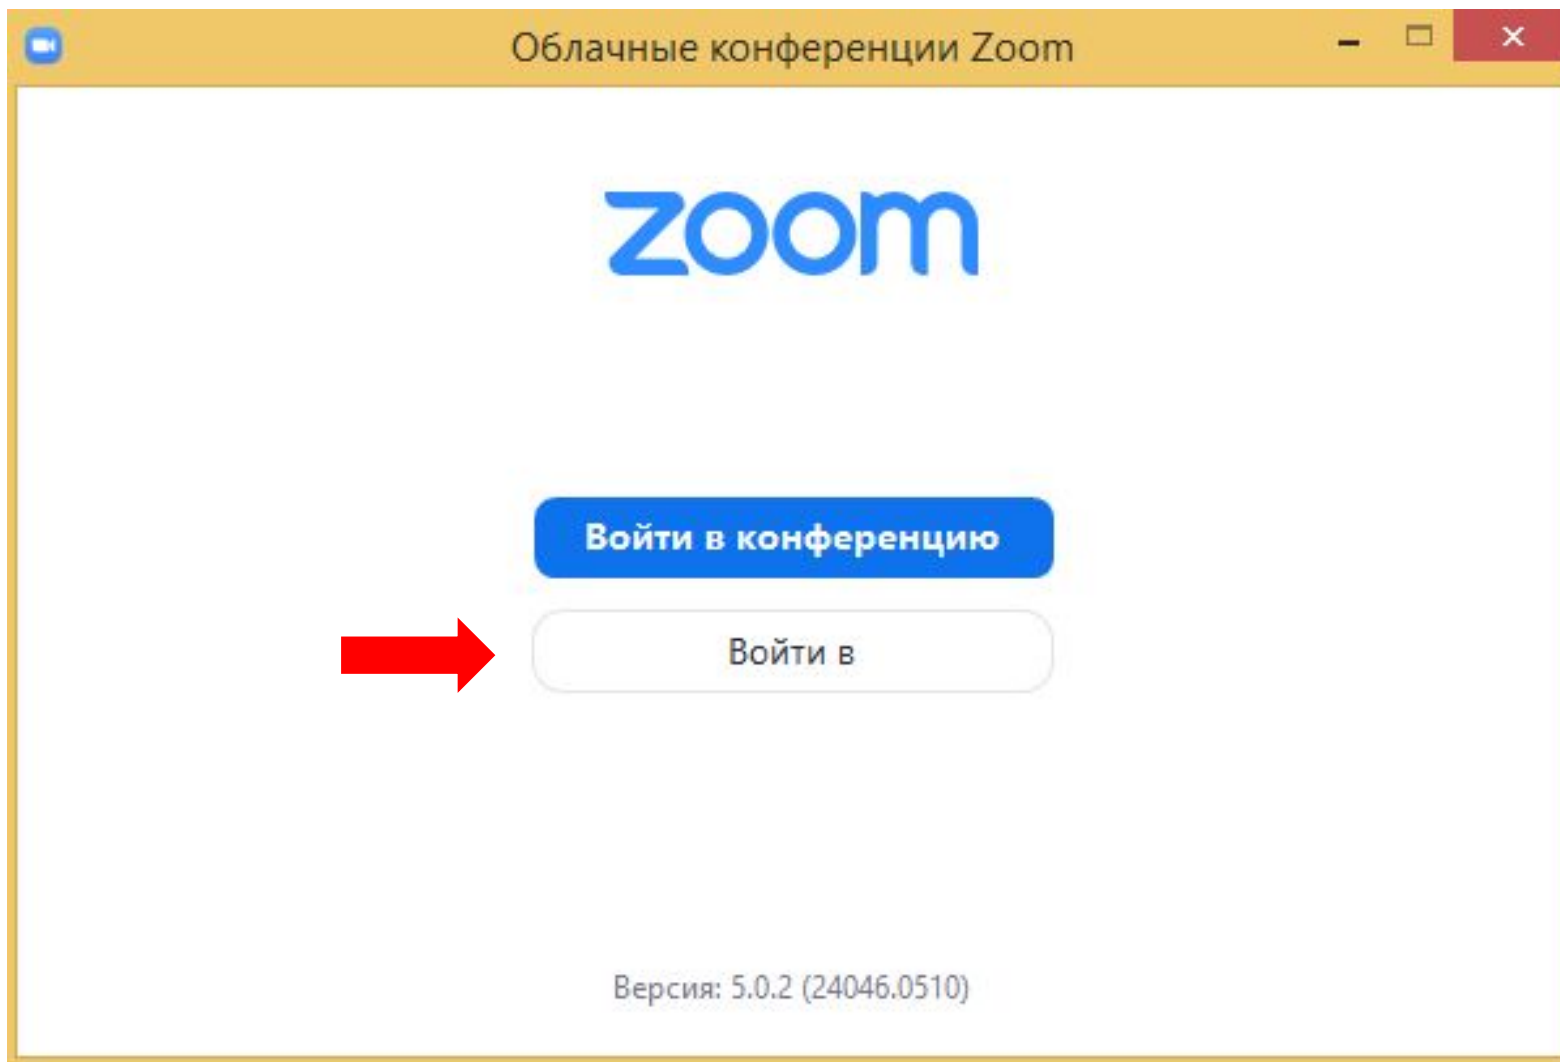 Облачные конференции Zoom
zoom
Войти в конференцию
Войти в
Версия: 5.0.2 (24046.0510)